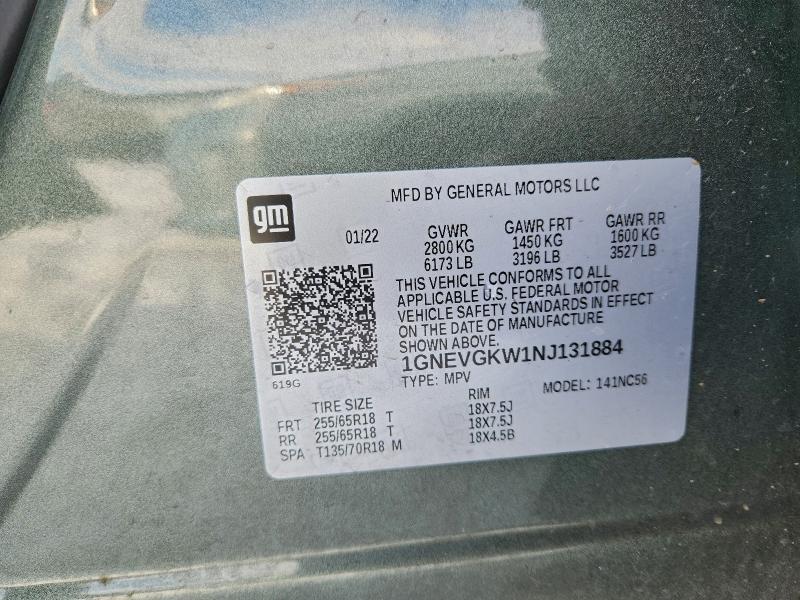 MFD BY GENERAL MOTORS LLC
gm
01/22 GVWR GAWR FRT GAWR RR
2800 KG 1450 KG 1600 KG
6173 LB 3196 LB 3527 LB
THIS VEHICLE CONFORMS TO ALL
APPLICABLE U.S. FEDERAL MOTOR
VEHICLE SAFETY STANDARDS IN EFFECT
ON THE DATE OF MANUFACTURE
SHOWN ABOVE.
1GNEVGKW1NJ131884
619G
TYPE: MPV MODEL: 141NC56
TIRE SIZE RIM
FRT 255/65R18 T 18X7.5J
RR 255/65R18 T 18X7.5J
SPA T135/70R18 M 18X4.5B